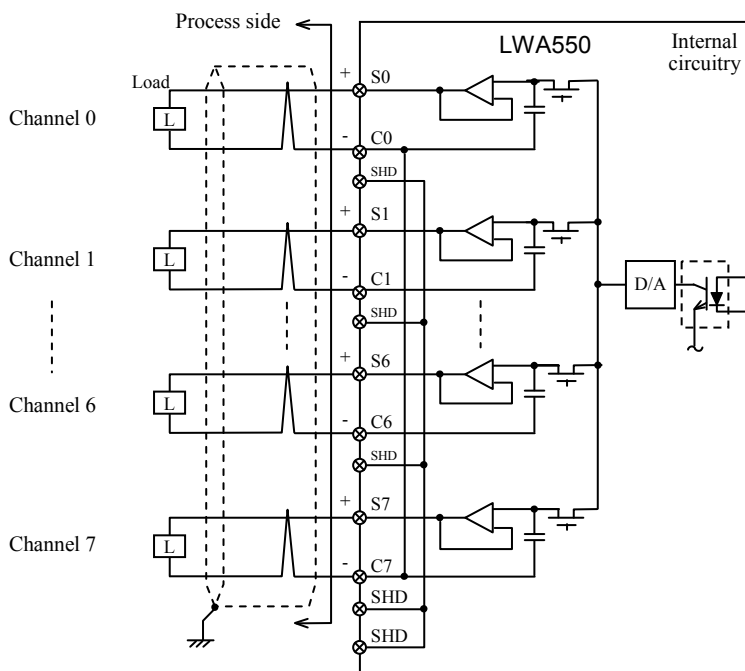 Process side
LWA550
Internal
circuitry
Load
+ S0
Channel 0
L
- C0
SHD
+ S1
Channel 1
L
- C1
SHD
D/A
+ S6
Channel 6
L
- C6
SHD
+ S7
Channel 7
L
- C7
SHD
SHD